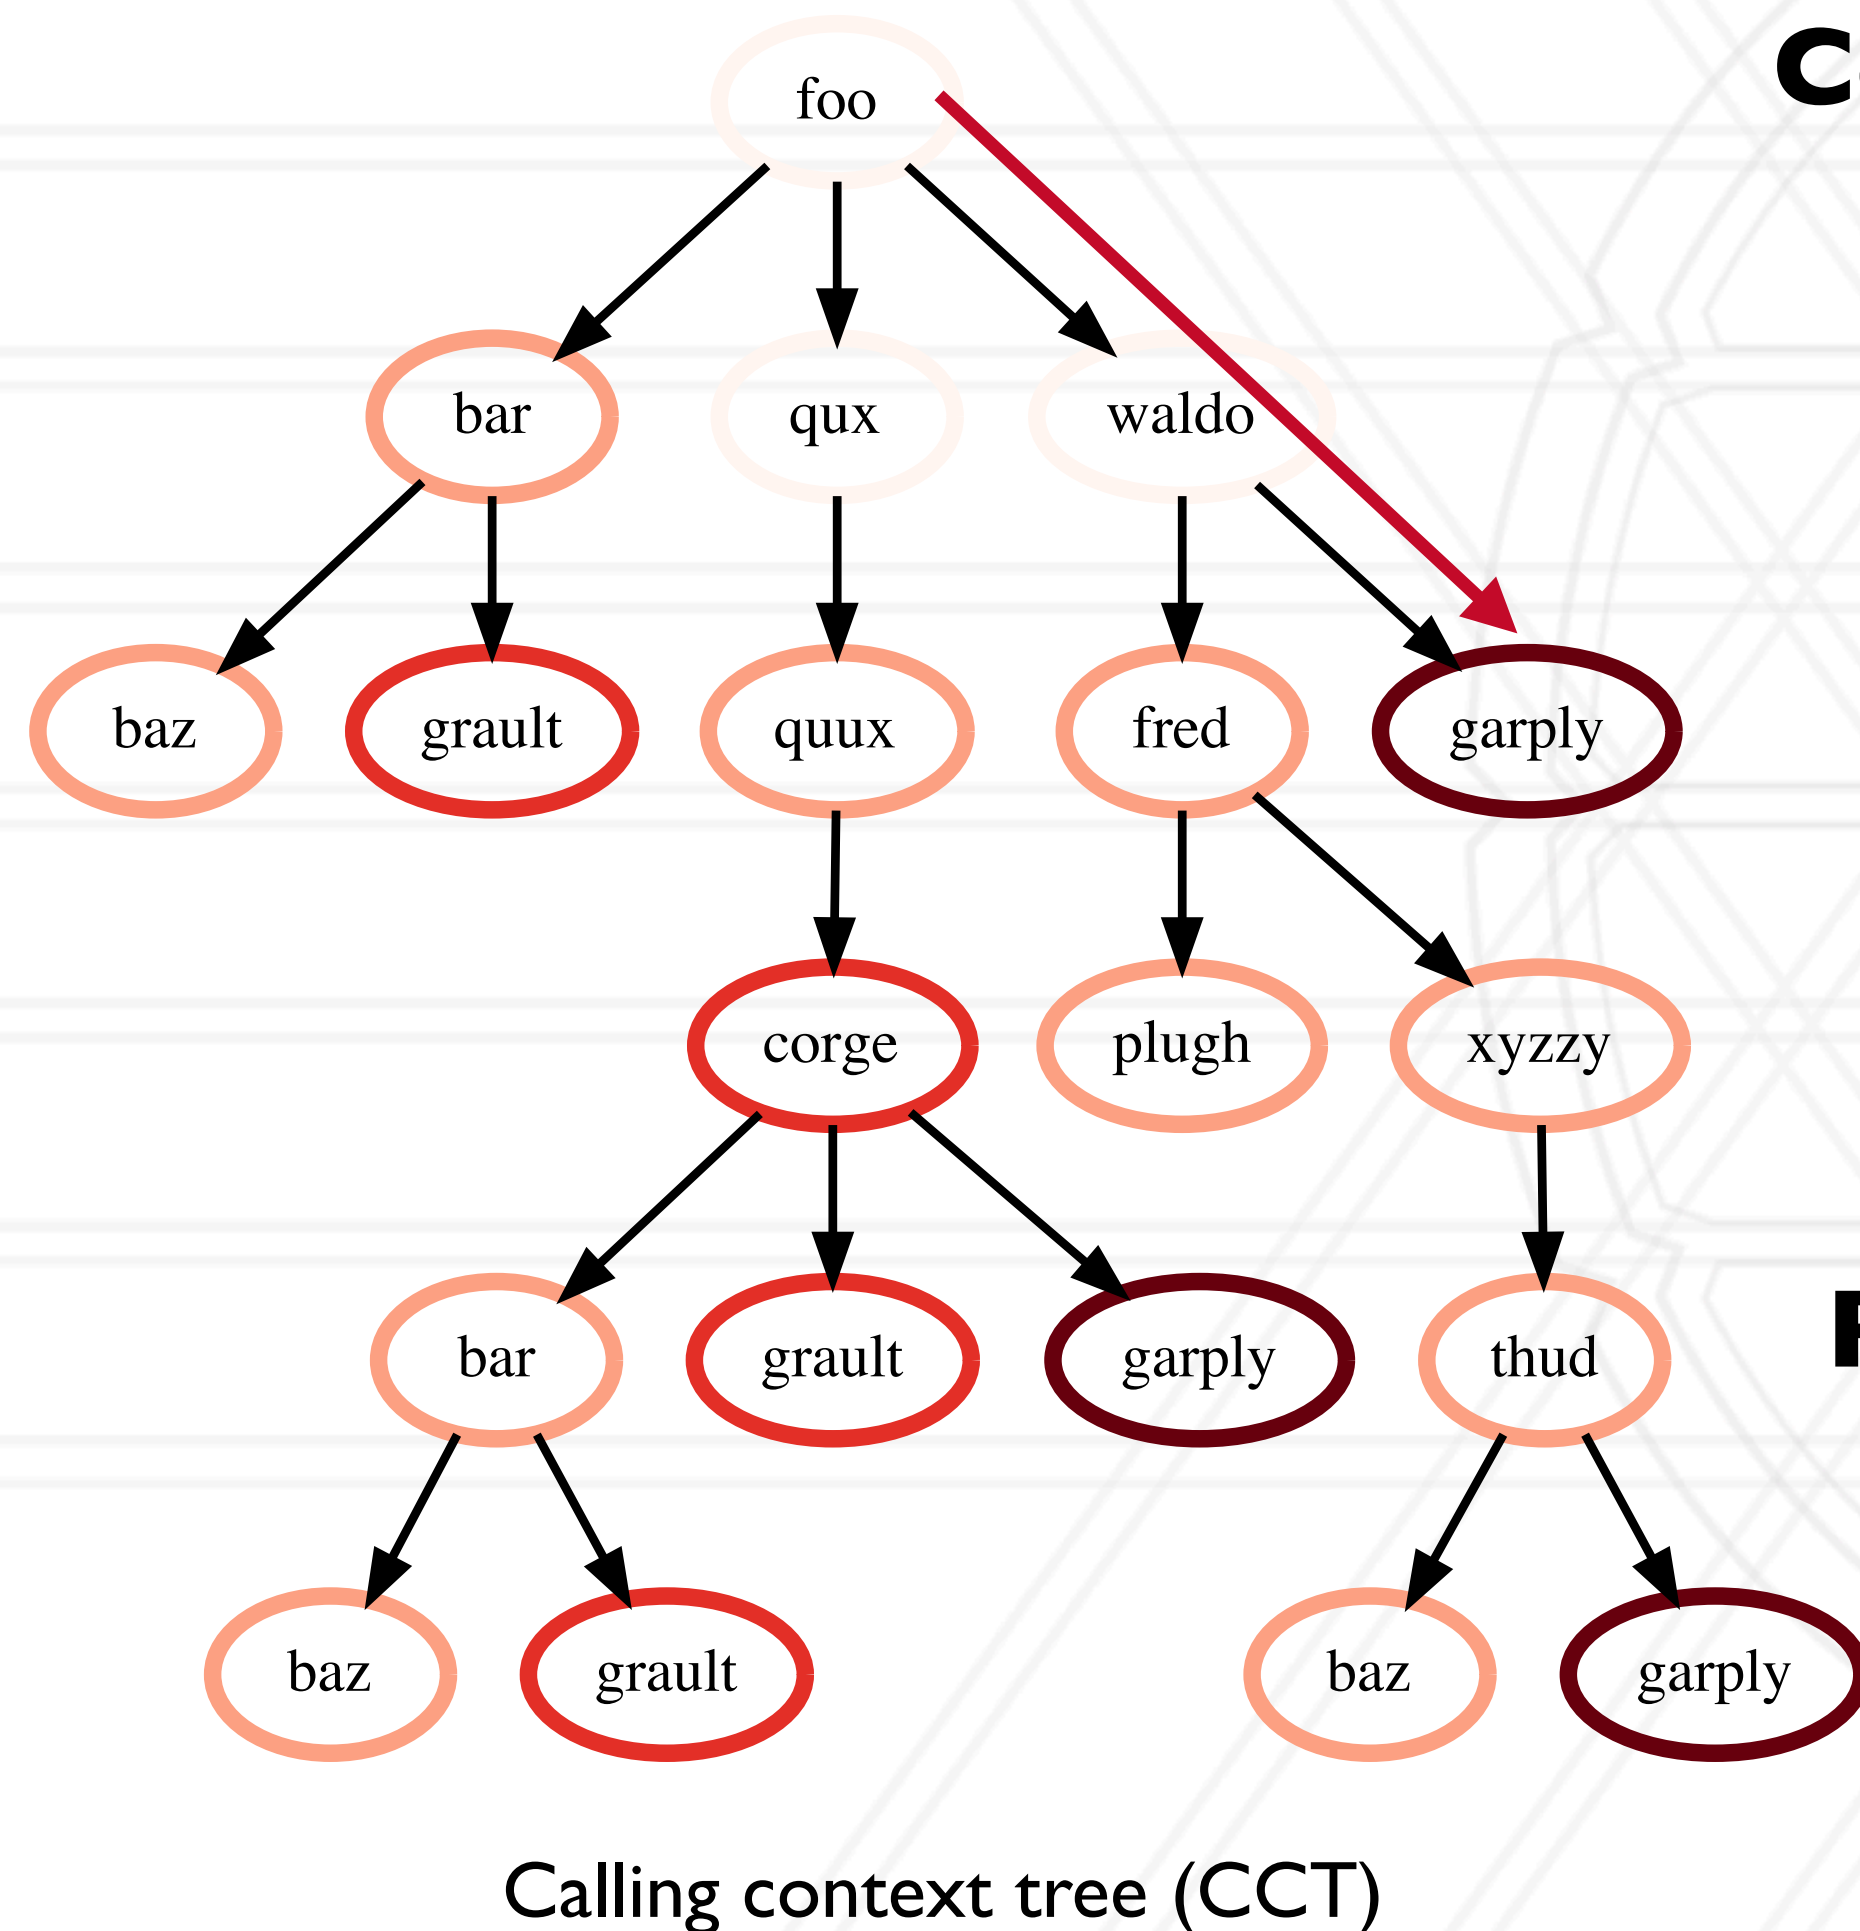 foo
bar qux waldo
baz grault quux fred garply
corge plugh xyzzy
bar grault garply thud
baz grault baz garply
Calling context tree (CCT)